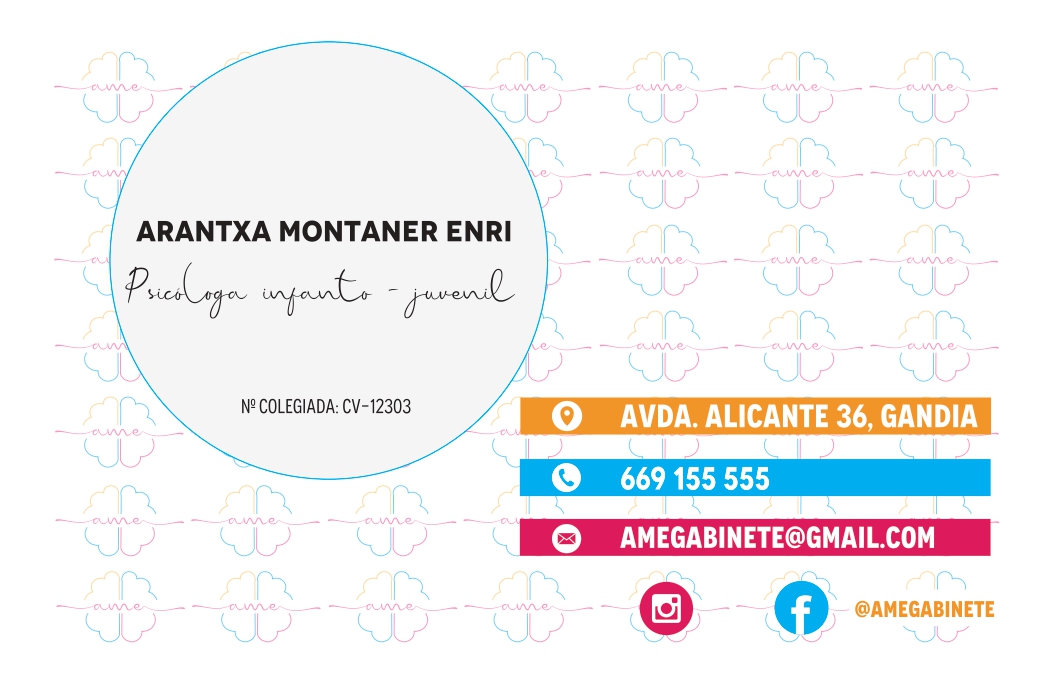 ARANTXA MONTANER ENRI
Psicóloga infanto - juvenil
Nº COLEGIADA: CV-12303
AVDA. ALICANTE 36, GANDIA
669 155 555
AMEGABINETE@GMAIL.COM
@AMEGABINETE
ame